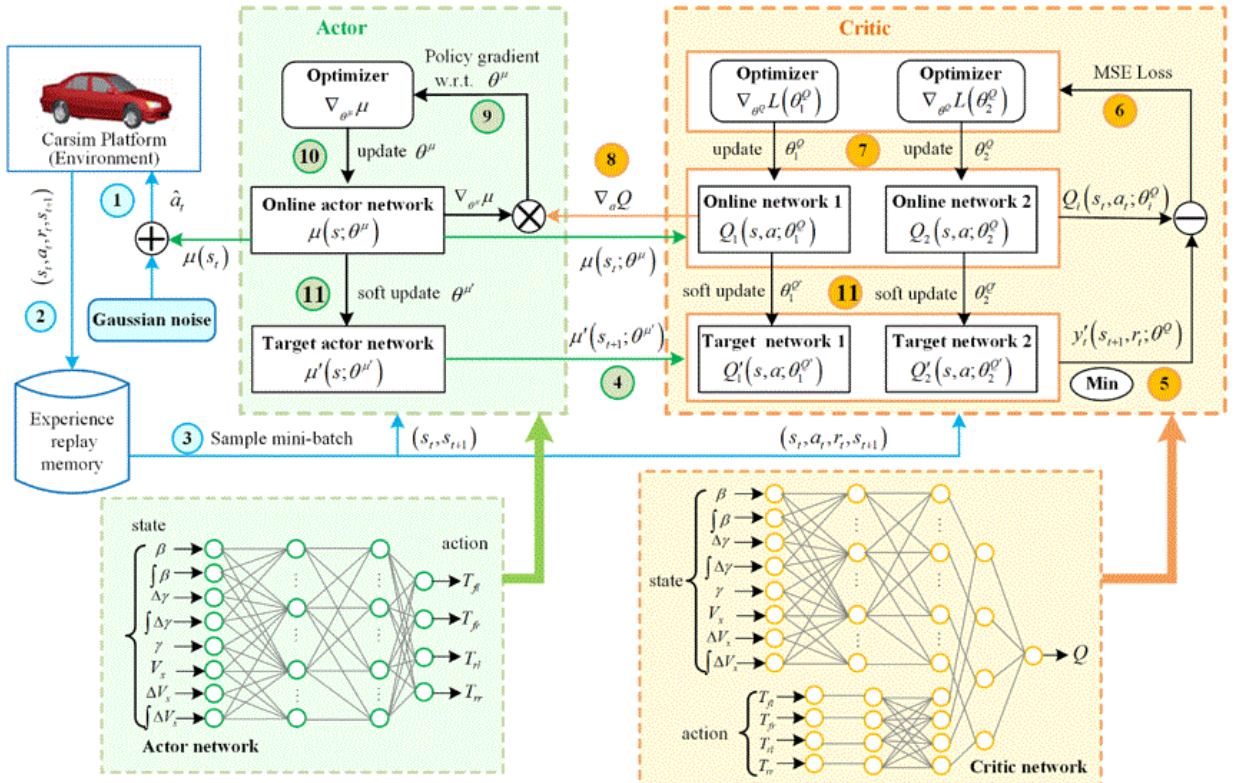 Actor
Critic
Carsim Platform
(Environment)
Optimizer
∇_{θ^μ} μ
Policy gradient
w.r.t. θ^μ
9
10
update θ^μ
Online actor network
μ(s;θ^μ)
∇_{θ^μ} μ
11
soft update θ^{μ'}
Target actor network
μ'(s;θ^{μ'})
1
â_t
μ(s_t)
Gaussian noise
(s_t,a_t,r_t,s_{t+1})
2
Experience
replay
memory
3
Sample mini-batch
(s_t,s_{t+1})
(s_t,a_t,r_t,s_{t+1})
8
∇_a Q
μ(s_t;θ^μ)
μ'(s_{t+1};θ^{μ'})
4
Optimizer
∇_{θ^Q} L(θ_1^Q)
Optimizer
∇_{θ^Q} L(θ_2^Q)
MSE Loss
6
update θ_1^Q
7
update θ_2^Q
Online network 1
Q_1(s,a;θ_1^Q)
Online network 2
Q_2(s,a;θ_2^Q)
Q_i(s_t,a_t;θ_i^Q)
soft update θ_1^{Q'}
11
soft update θ_2^{Q'}
Target network 1
Q'_1(s,a;θ_1^{Q'})
Target network 2
Q'_2(s,a;θ_2^{Q'})
y'_t(s_{t+1},r_t;θ^Q)
Min
5
state
β
∫β
Δγ
∫Δγ
γ
V_x
ΔV_x
∫ΔV_x
action
T_fl
T_fr
T_rl
T_rr
Actor network
state
β
∫β
Δγ
∫Δγ
γ
V_x
ΔV_x
∫ΔV_x
action
T_fl
T_fr
T_rl
T_rr
Q
Critic network